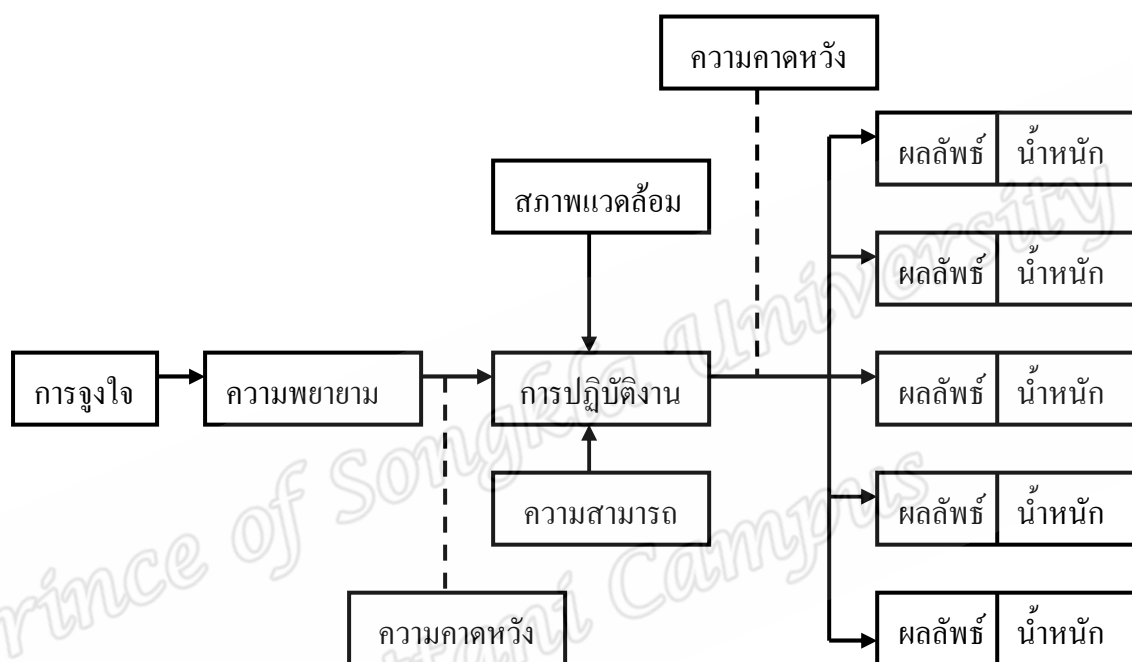 ความคาดหวัง
ผลลัพธ์ น้ำหนัก
สภาพแวดล้อม
ผลลัพธ์ น้ำหนัก
การจูงใจ ความพยายาม การปฏิบัติงาน ผลลัพธ์ น้ำหนัก
ความสามารถ ผลลัพธ์ น้ำหนัก
ความคาดหวัง ผลลัพธ์ น้ำหนัก
Prince of Songkla University
Pattani Campus